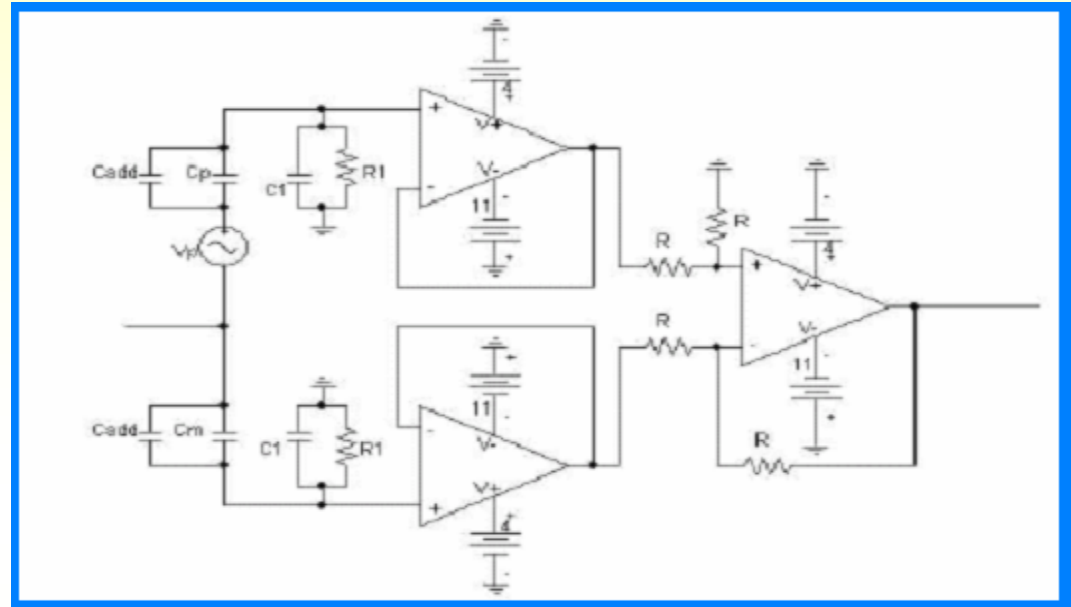 -
4
+
+
V+
V-
-
Cadd
Cp
C1
R1
11
-
+
Vp
R
R
+
-
4
+
V+
V-
-
R
11
-
+
R
+
11
-
Cadd
Cm
C1
R1
-
V-
V+
+
+
4
-